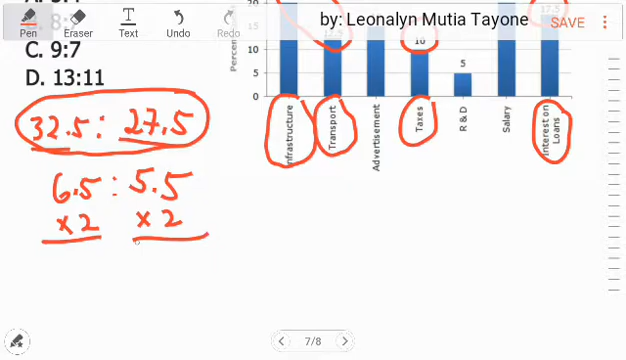 by: Leonalyn Mutia Tayone
SAVE
Pen
Eraser
Text
Undo
Redo
C. 9:7
D. 13:11
32.5 : 27.5
6.5 : 5.5
x2 x2
20
15
10
5
0
17.5
10
5
Infrastructure
Transport
Advertisement
Taxes
R & D
Salary
Interest on
Loans
7/8